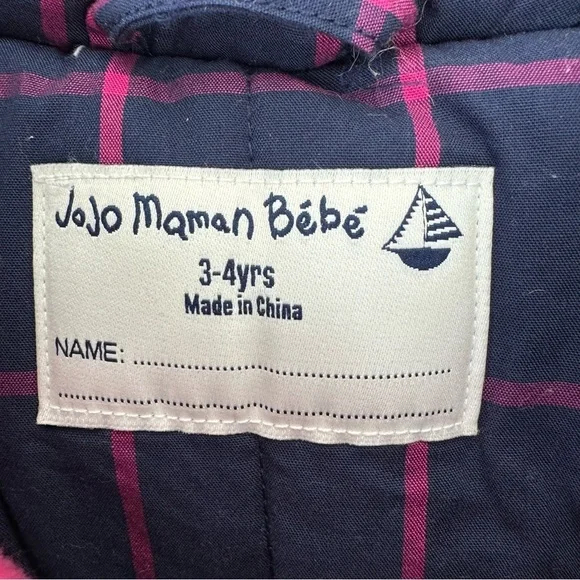 JoJo Maman Bébé
3-4yrs
Made in China
NAME: ..............................................................
..............................................................................